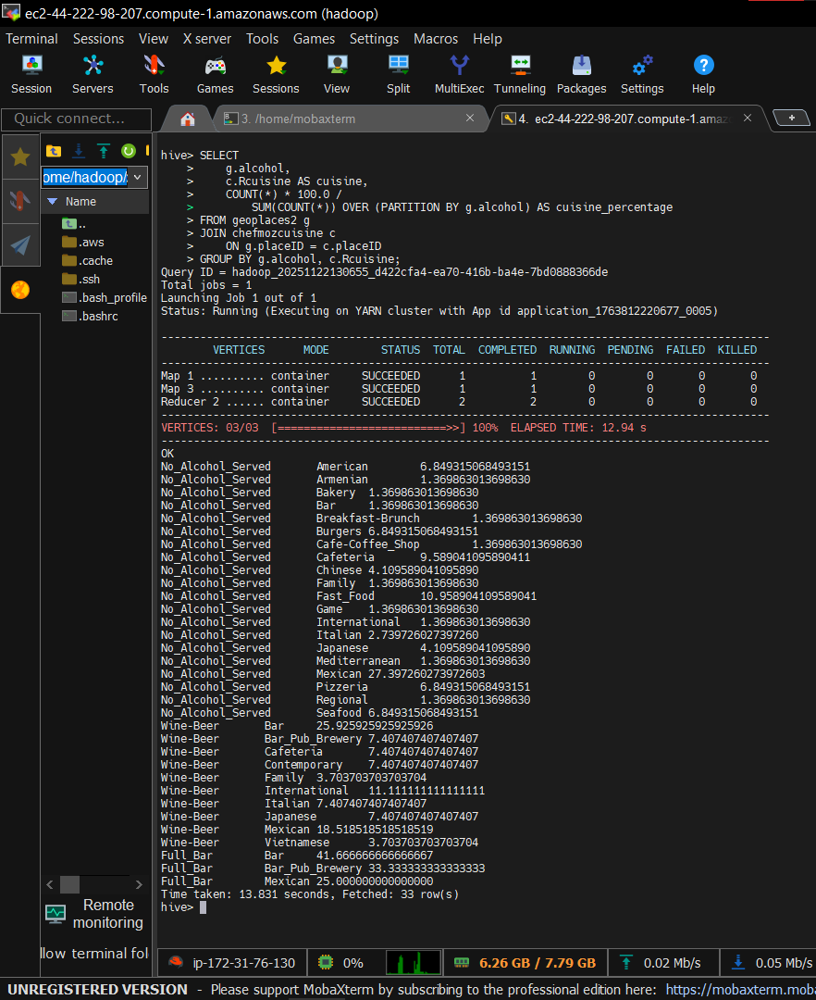 ec2-44-222-98-207.compute-1.amazonaws.com (hadoop)
Terminal Sessions View X server Tools Games Settings Macros Help
Session Servers Tools Games Sessions View Split MultiExec Tunneling Packages Settings Help
Quick connect...
3. /home/mobaxterm
4. ec2-44-222-98-207.compute-1.amaz
ome/hadoop/
Name
..
.aws
.cache
.ssh
.bash_profile
.bashrc
hive> SELECT
    >     g.alcohol,
    >     c.Rcuisine AS cuisine,
    >     COUNT(*) * 100.0 /
    >         SUM(COUNT(*)) OVER (PARTITION BY g.alcohol) AS cuisine_percentage
    > FROM geoplaces2 g
    > JOIN chefmozcuisine c
    >     ON g.placeID = c.placeID
    > GROUP BY g.alcohol, c.Rcuisine;
Query ID = hadoop_20251122130655_d422cfa4-ea70-416b-ba4e-7bd0888366de
Total jobs = 1
Launching Job 1 out of 1
Status: Running (Executing on YARN cluster with App id application_1763812220677_0005)
----------------------------------------------------------------------------------------------
        VERTICES      MODE        STATUS  TOTAL  COMPLETED  RUNNING  PENDING  FAILED  KILLED
----------------------------------------------------------------------------------------------
Map 1 .......... container     SUCCEEDED      1          1        0        0       0       0
Map 3 .......... container     SUCCEEDED      1          1        0        0       0       0
Reducer 2 ...... container     SUCCEEDED      2          2        0        0       0       0
----------------------------------------------------------------------------------------------
VERTICES: 03/03  [==========================>>] 100%  ELAPSED TIME: 12.94 s
----------------------------------------------------------------------------------------------
OK
No_Alcohol_Served       American        6.849315068493151
No_Alcohol_Served       Armenian        1.369863013698630
No_Alcohol_Served       Bakery  1.369863013698630
No_Alcohol_Served       Bar     1.369863013698630
No_Alcohol_Served       Breakfast-Brunch        1.369863013698630
No_Alcohol_Served       Burgers 6.849315068493151
No_Alcohol_Served       Cafe-Coffee_Shop        1.369863013698630
No_Alcohol_Served       Cafeteria       9.589041095890411
No_Alcohol_Served       Chinese 4.109589041095890
No_Alcohol_Served       Family  1.369863013698630
No_Alcohol_Served       Fast_Food       10.958904109589041
No_Alcohol_Served       Game    1.369863013698630
No_Alcohol_Served       International   1.369863013698630
No_Alcohol_Served       Italian 2.739726027397260
No_Alcohol_Served       Japanese        4.109589041095890
No_Alcohol_Served       Mediterranean   1.369863013698630
No_Alcohol_Served       Mexican 27.397260273972603
No_Alcohol_Served       Pizzeria        6.849315068493151
No_Alcohol_Served       Regional        1.369863013698630
No_Alcohol_Served       Seafood 6.849315068493151
Wine-Beer       Bar     25.925925925925926
Wine-Beer       Bar_Pub_Brewery 7.407407407407407
Wine-Beer       Cafeteria       7.407407407407407
Wine-Beer       Contemporary    7.407407407407407
Wine-Beer       Family  3.703703703703704
Wine-Beer       International   11.111111111111111
Wine-Beer       Italian 7.407407407407407
Wine-Beer       Japanese        7.407407407407407
Wine-Beer       Mexican 18.518518518518519
Wine-Beer       Vietnamese      3.703703703703704
Full_Bar        Bar     41.666666666666667
Full_Bar        Bar_Pub_Brewery 33.333333333333333
Full_Bar        Mexican 25.000000000000000
Time taken: 13.831 seconds, Fetched: 33 row(s)
hive>
Remote
monitoring
llow terminal fol
ip-172-31-76-130 0% 6.26 GB / 7.79 GB 0.02 Mb/s 0.05 Mb/s
UNREGISTERED VERSION - Please support MobaXterm by subscribing to the professional edition here: https://mobaxterm.moba